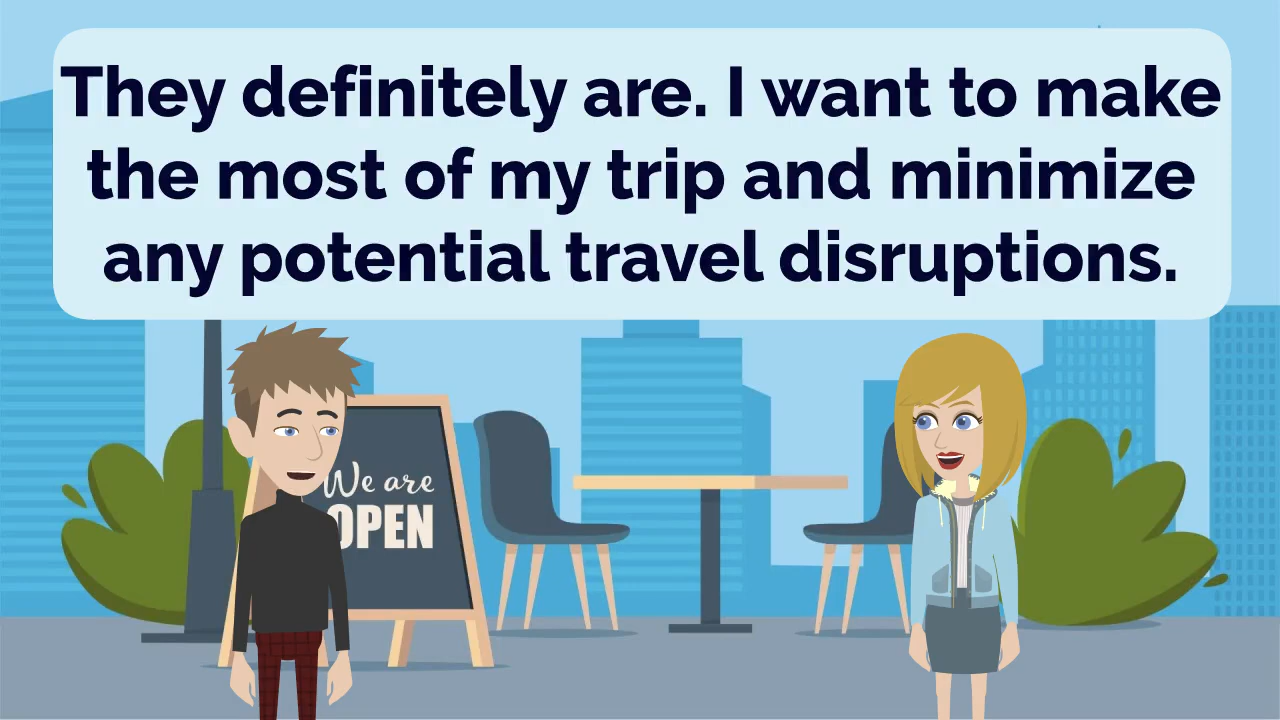 They definitely are. I want to make
the most of my trip and minimize
any potential travel disruptions.
We are
OPEN